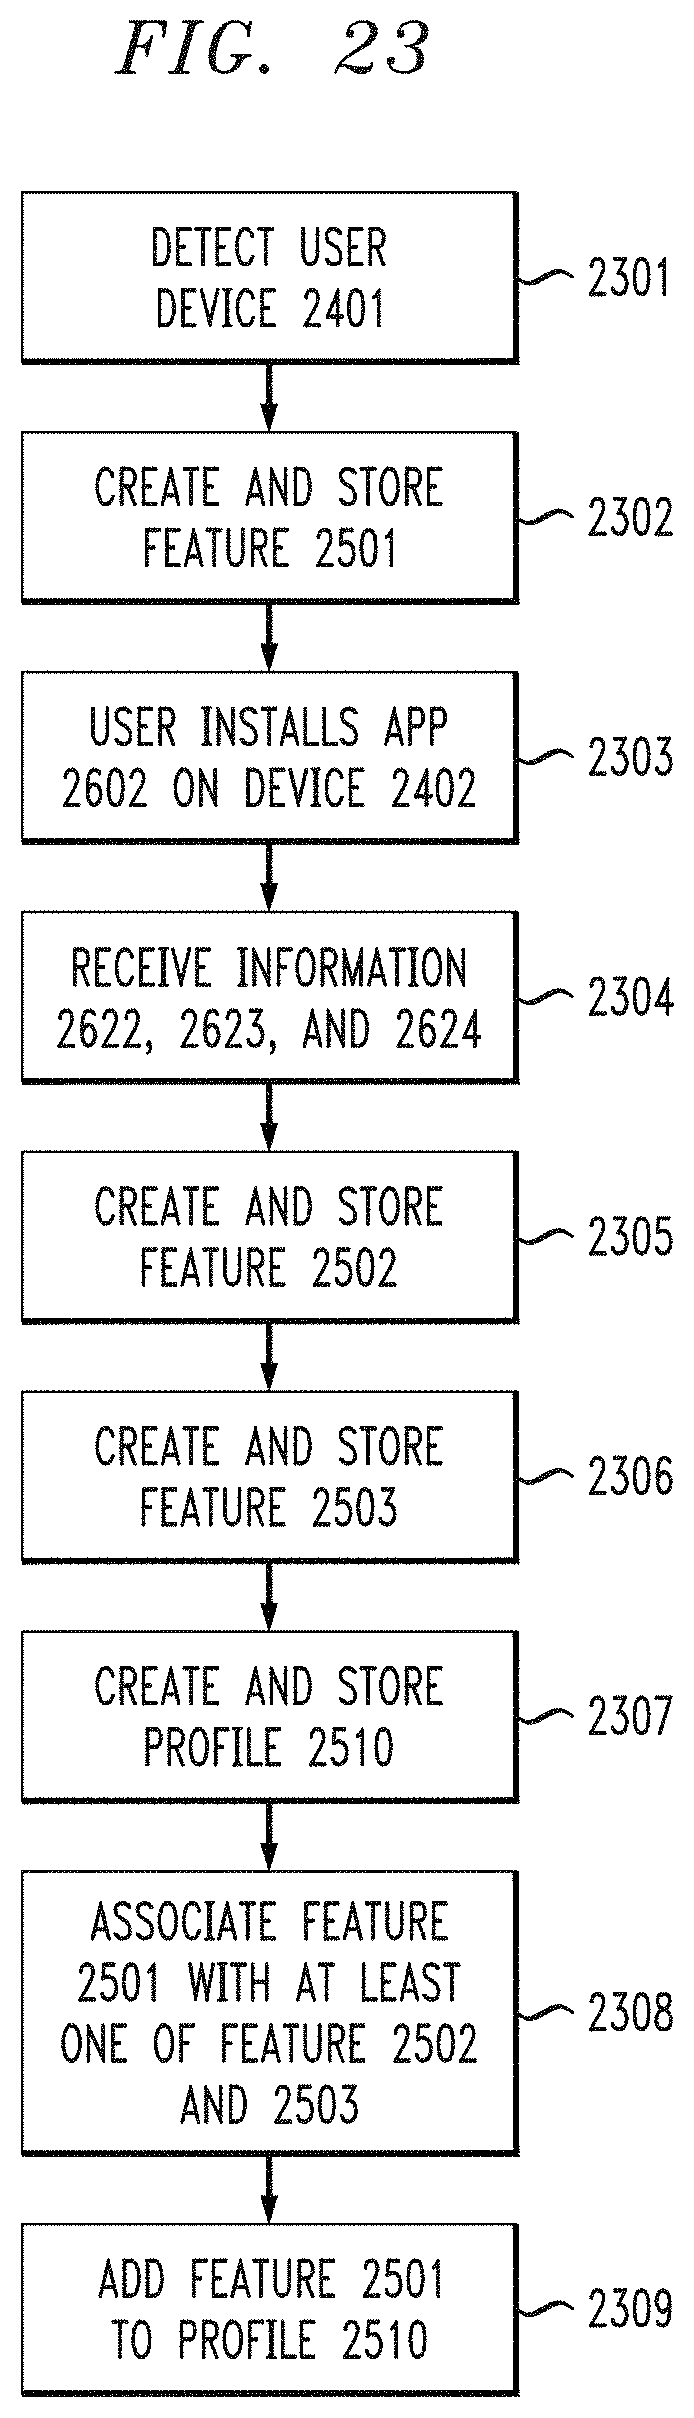 FIG. 23
DETECT USER
DEVICE 2401
2301
CREATE AND STORE
FEATURE 2501
2302
USER INSTALLS APP
2602 ON DEVICE 2402
2303
RECEIVE INFORMATION
2622, 2623, AND 2624
2304
CREATE AND STORE
FEATURE 2502
2305
CREATE AND STORE
FEATURE 2503
2306
CREATE AND STORE
PROFILE 2510
2307
ASSOCIATE FEATURE
2501 WITH AT LEAST
ONE OF FEATURE 2502
AND 2503
2308
ADD FEATURE 2501
TO PROFILE 2510
2309